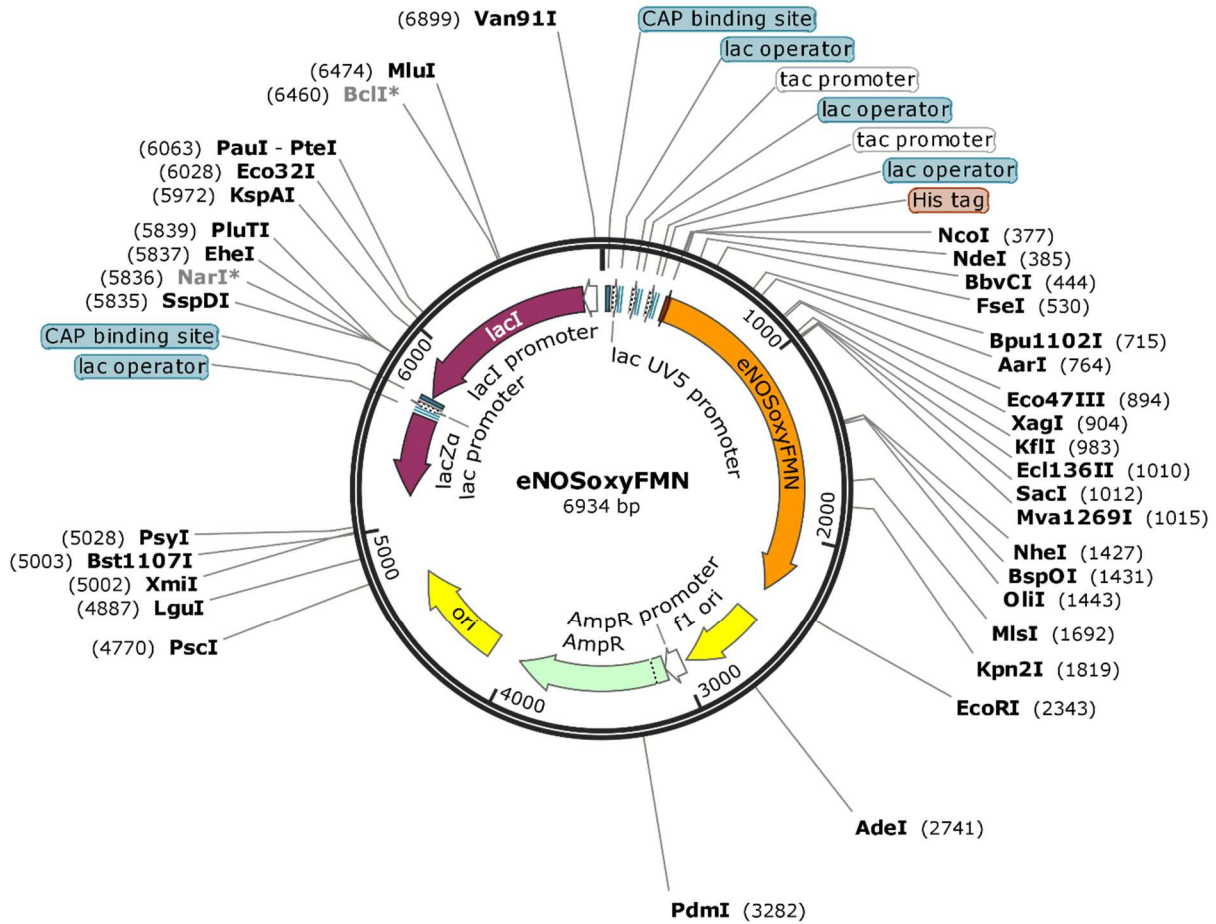 (6899) Van91I
(6474) MluI
(6460) BclI*
(6063) PauI - PteI
(6028) Eco32I
(5972) KspAI
(5839) PluTI
(5837) EheI
(5836) NarI*
(5835) SspDI
CAP binding site
lac operator
(5028) PsyI
(5003) Bst1107I
(5002) XmiI
(4887) LguI
(4770) PscI
CAP binding site
lac operator
tac promoter
lac operator
tac promoter
lac operator
His tag
NcoI (377)
NdeI (385)
BbvCI (444)
FseI (530)
Bpu1102I (715)
AarI (764)
Eco47III (894)
XagI (904)
KflI (983)
Ecl136II (1010)
SacI (1012)
Mva1269I (1015)
NheI (1427)
BspOI (1431)
OliI (1443)
MlsI (1692)
Kpn2I (1819)
EcoRI (2343)
AdeI (2741)
PdmI (3282)
1000
2000
3000
4000
5000
6000
lacI
lacI promoter
lac UV5 promoter
eNOSoxyFMN
lacZα
lac promoter
eNOSoxyFMN
6934 bp
AmpR promoter
AmpR
f1 ori
ori